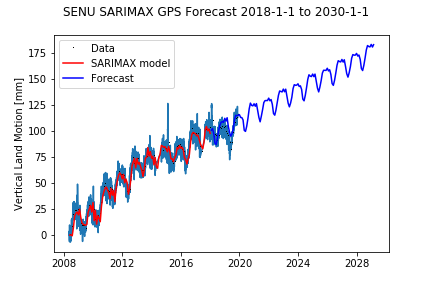 SENU SARIMAX GPS Forecast 2018-1-1 to 2030-1-1
Data
SARIMAX model
Forecast
Vertical Land Motion [mm]
175
150
125
100
75
50
25
0
2008 2012 2016 2020 2024 2028